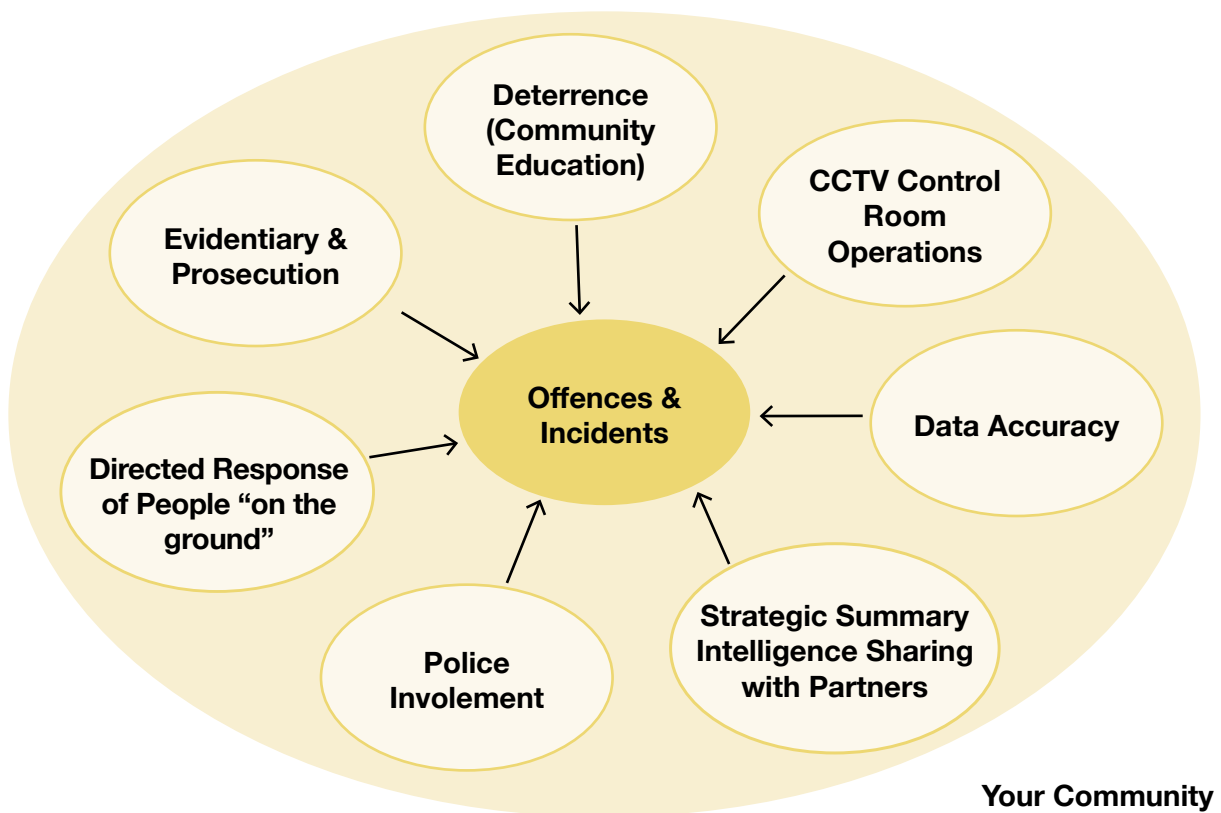 Deterrence
(Community
Education)
CCTV Control
Room
Operations
Evidentiary &
Prosecution
Offences &
Incidents
Data Accuracy
Directed Response
of People “on the
ground”
Strategic Summary
Intelligence Sharing
with Partners
Police
Involement
Your Community